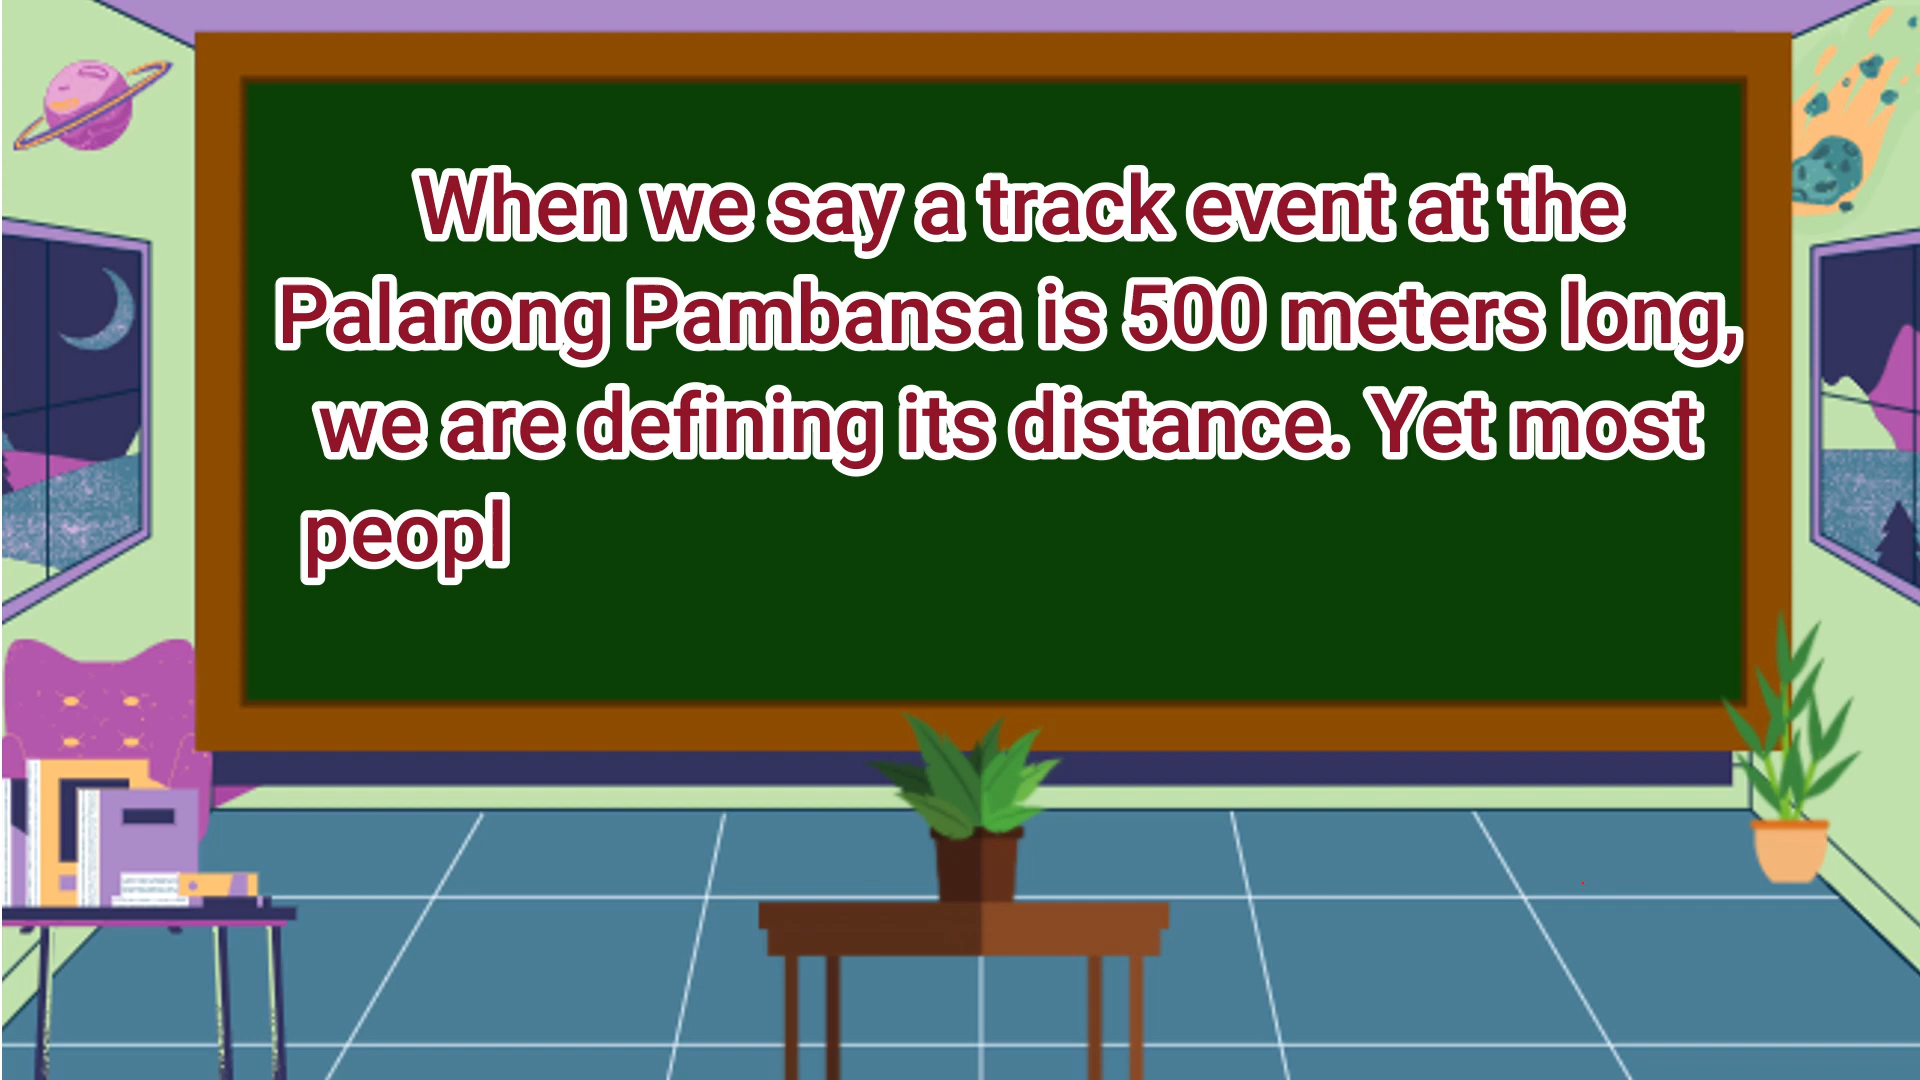 When we say a track event at the
Palarong Pambansa is 500 meters long,
we are defining its distance. Yet most
peopl